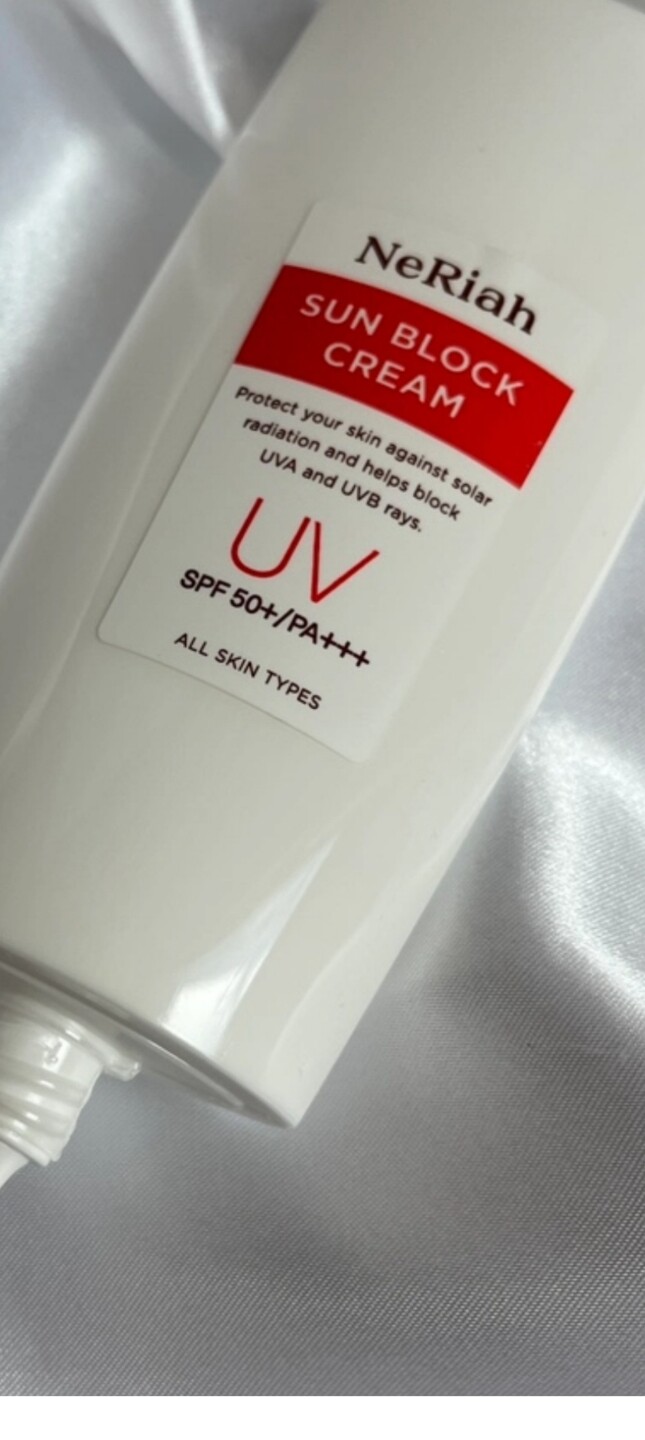 NeRiah
SUN BLOCK
CREAM
Protect your skin against solar
radiation and helps block
UVA and UVB rays.
UV
SPF 50+/PA+++
ALL SKIN TYPES